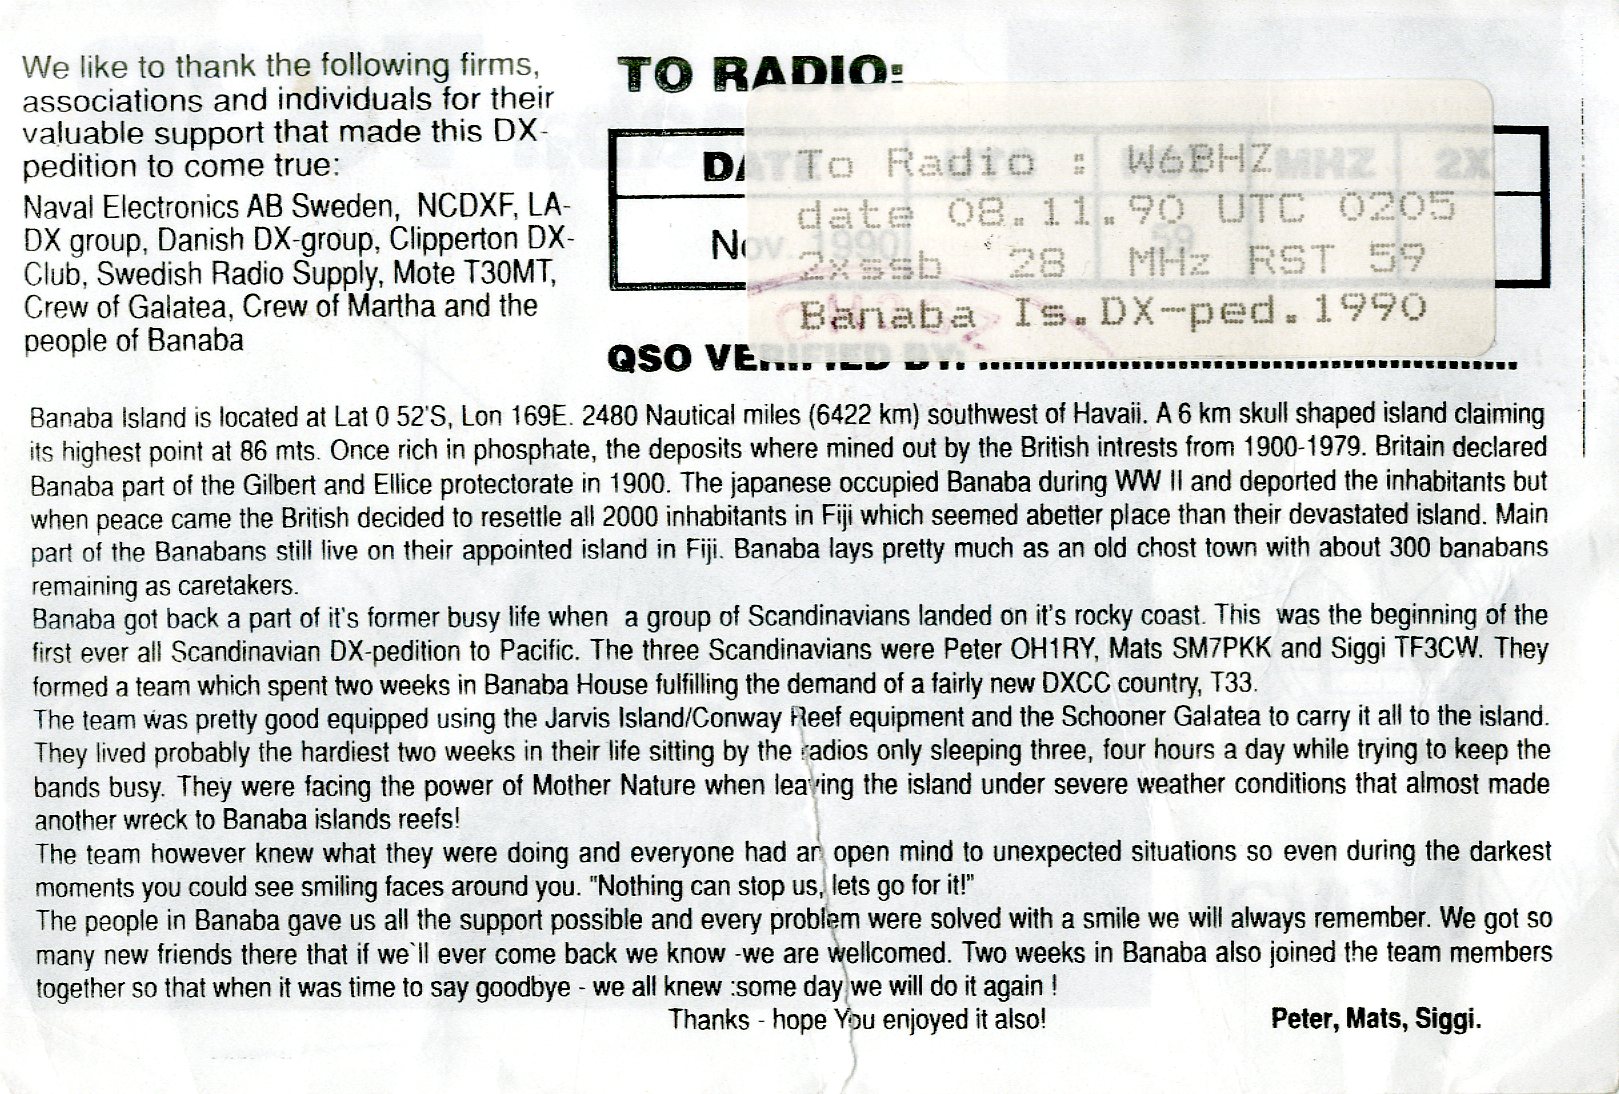 We like to thank the following firms,
associations and individuals for their
valuable support that made this DX-
pedition to come true:
Naval Electronics AB Sweden, NCDXF, LA-
DX group, Danish DX-group, Clipperton DX-
Club, Swedish Radio Supply, Mote T30MT,
Crew of Galatea, Crew of Martha and the
people of Banaba
TO RADIO:
DATE UTC MHZ SX
Nov. 1990 59
To Radio : W6BHZ
date 08.11.90 UTC 0205
2xssb 28 MHz RST 59
Banaba Is.DX-ped.1990
QSO VERIFIED BY: ........................................................
Banaba Island is located at Lat 0 52'S, Lon 169E. 2480 Nautical miles (6422 km) southwest of Havaii. A 6 km skull shaped island claiming
its highest point at 86 mts. Once rich in phosphate, the deposits where mined out by the British intrests from 1900-1979. Britain declared
Banaba part of the Gilbert and Ellice protectorate in 1900. The japanese occupied Banaba during WW II and deported the inhabitants but
when peace came the British decided to resettle all 2000 inhabitants in Fiji which seemed abetter place than their devastated island. Main
part of the Banabans still live on their appointed island in Fiji. Banaba lays pretty much as an old chost town with about 300 banabans
remaining as caretakers.
Banaba got back a part of it's former busy life when a group of Scandinavians landed on it's rocky coast. This was the beginning of the
first ever all Scandinavian DX-pedition to Pacific. The three Scandinavians were Peter OH1RY, Mats SM7PKK and Siggi TF3CW. They
formed a team which spent two weeks in Banaba House fulfilling the demand of a fairly new DXCC country, T33.
The team was pretty good equipped using the Jarvis Island/Conway Reef equipment and the Schooner Galatea to carry it all to the island.
They lived probably the hardiest two weeks in their life sitting by the radios only sleeping three, four hours a day while trying to keep the
bands busy. They were facing the power of Mother Nature when leaving the island under severe weather conditions that almost made
another wreck to Banaba islands reefs!
The team however knew what they were doing and everyone had an open mind to unexpected situations so even during the darkest
moments you could see smiling faces around you. "Nothing can stop us, lets go for it!"
The people in Banaba gave us all the support possible and every problem were solved with a smile we will always remember. We got so
many new friends there that if we`ll ever come back we know -we are wellcomed. Two weeks in Banaba also joined the team members
together so that when it was time to say goodbye - we all knew :some day we will do it again !
Thanks - hope You enjoyed it also!
Peter, Mats, Siggi.